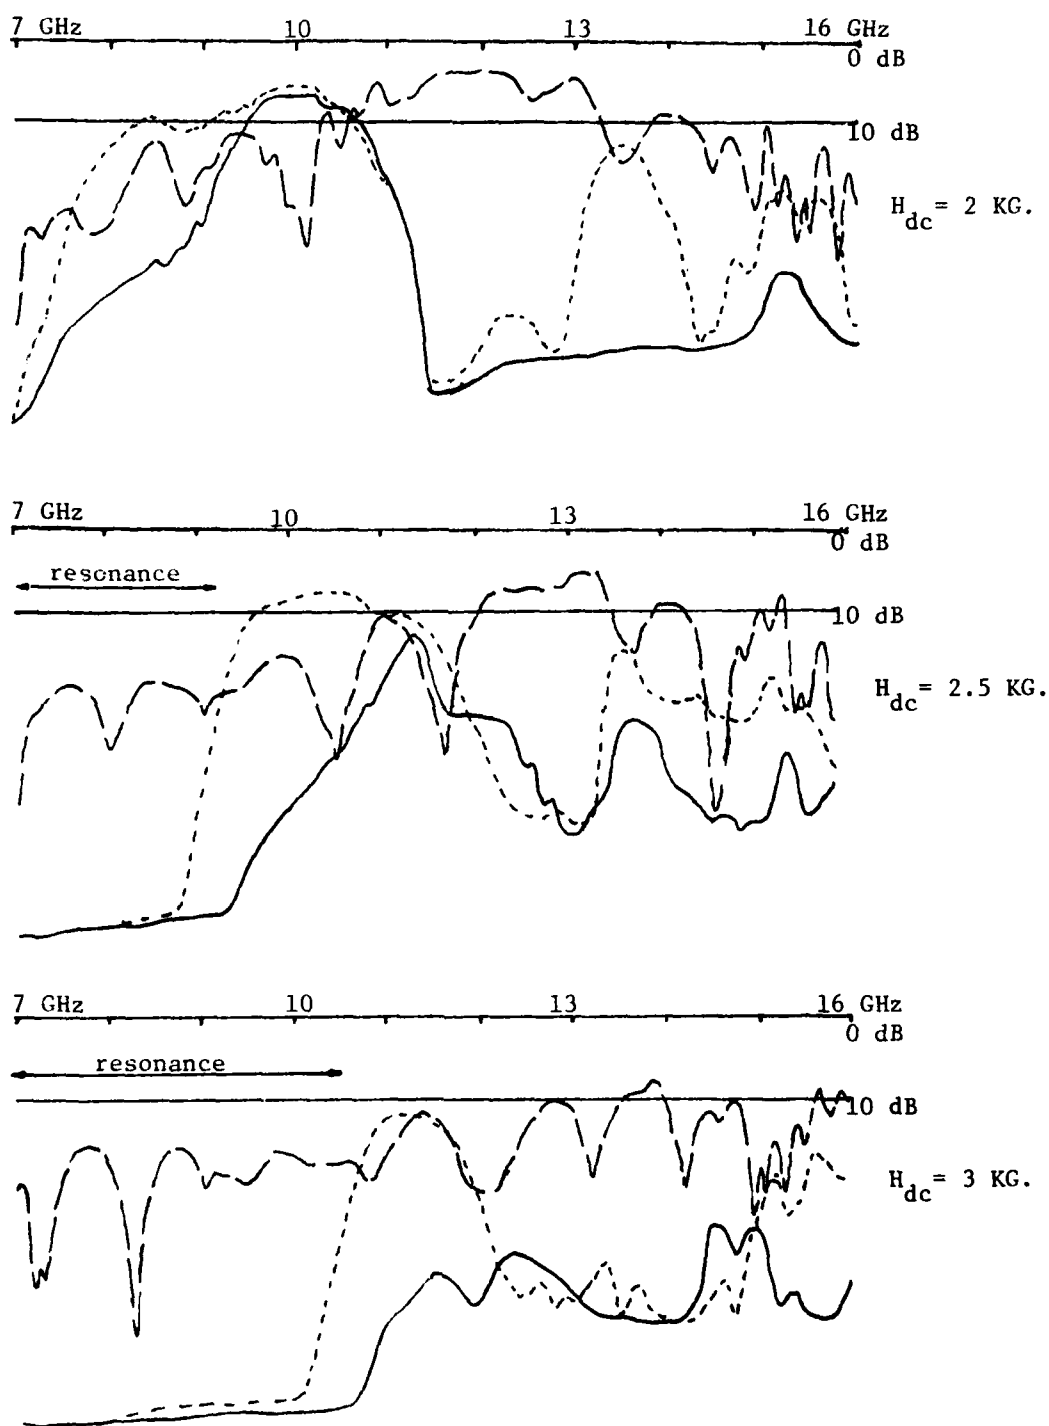 7 GHz 10 13 16 GHz
0 dB
10 dB
H_dc = 2 KG.
7 GHz 10 13 16 GHz
0 dB
resonance
10 dB
H_dc = 2.5 KG.
7 GHz 10 13 16 GHz
0 dB
resonance
10 dB
H_dc = 3 KG.